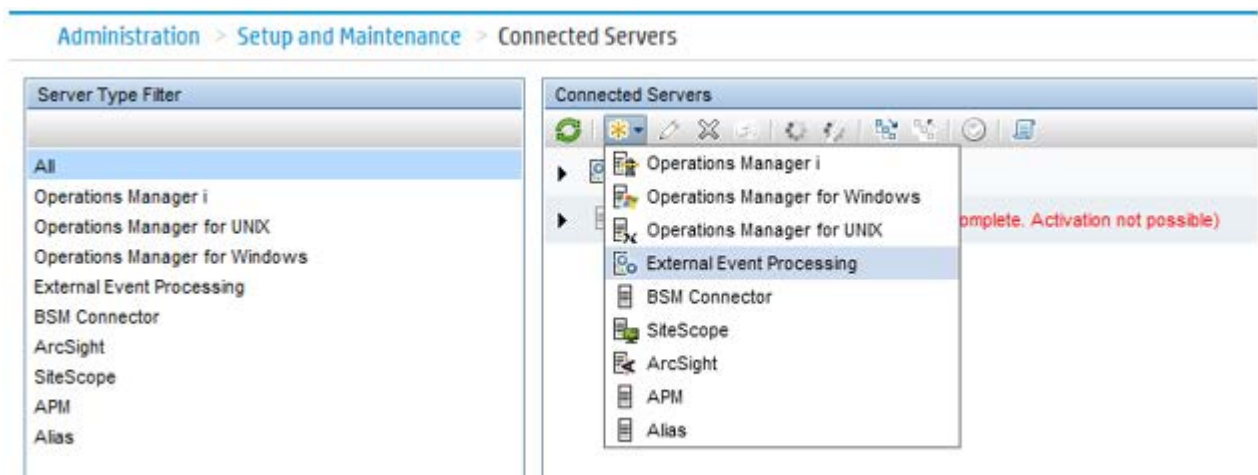 Administration > Setup and Maintenance > Connected Servers
Server Type Filter
All
Operations Manager i
Operations Manager for UNIX
Operations Manager for Windows
External Event Processing
BSM Connector
ArcSight
SiteScope
APM
Alias
Connected Servers
Operations Manager i
Operations Manager for Windows
Operations Manager for UNIX
External Event Processing
BSM Connector
SiteScope
ArcSight
APM
Alias
omplete. Activation not possible)